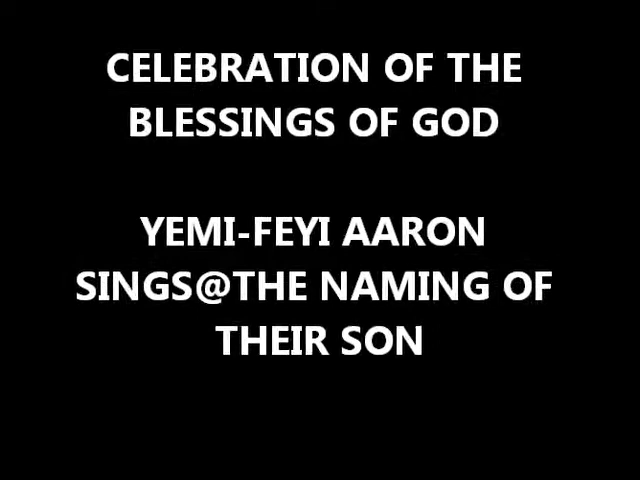 CELEBRATION OF THE
BLESSINGS OF GOD
YEMI-FEYI AARON
SINGS@THE NAMING OF
THEIR SON